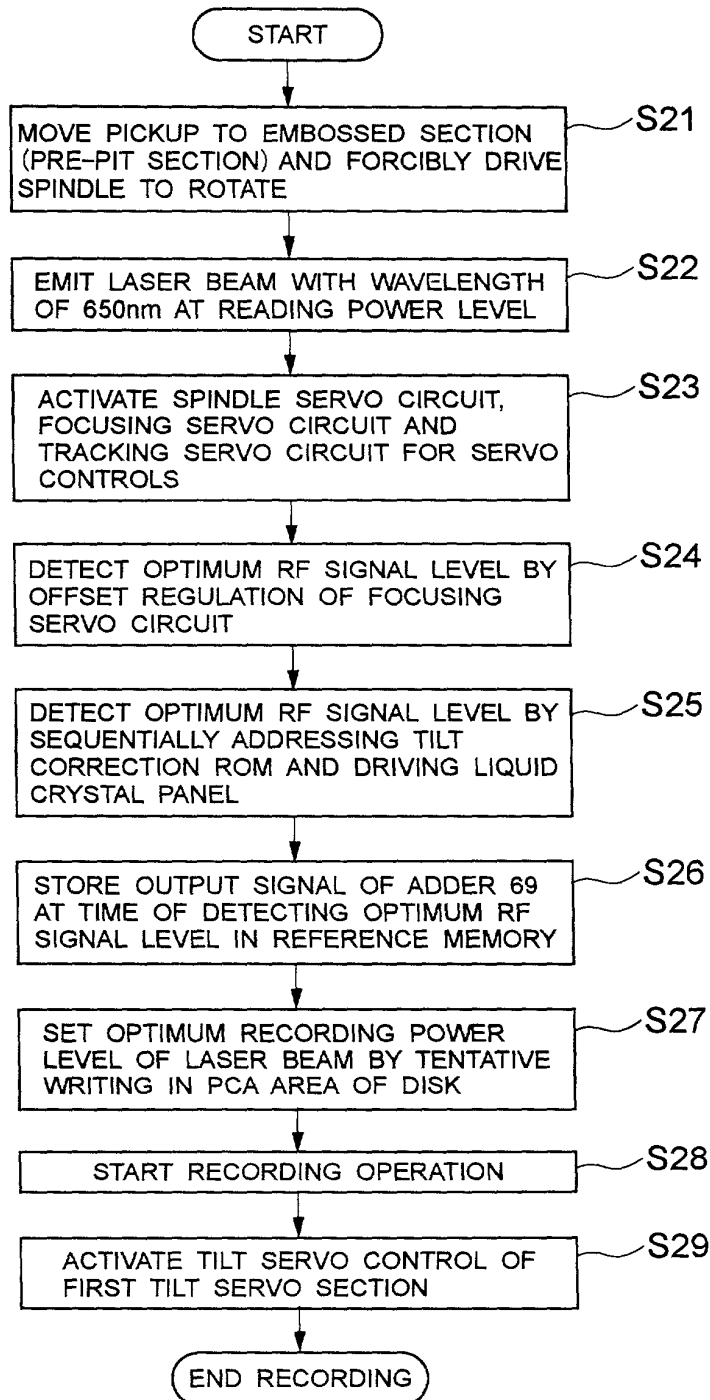 START
MOVE PICKUP TO EMBOSSED SECTION
(PRE-PIT SECTION) AND FORCIBLY DRIVE
SPINDLE TO ROTATE
S21
EMIT LASER BEAM WITH WAVELENGTH
OF 650nm AT READING POWER LEVEL
S22
ACTIVATE SPINDLE SERVO CIRCUIT,
FOCUSING SERVO CIRCUIT AND
TRACKING SERVO CIRCUIT FOR SERVO
CONTROLS
S23
DETECT OPTIMUM RF SIGNAL LEVEL BY
OFFSET REGULATION OF FOCUSING
SERVO CIRCUIT
S24
DETECT OPTIMUM RF SIGNAL LEVEL BY
SEQUENTIALLY ADDRESSING TILT
CORRECTION ROM AND DRIVING LIQUID
CRYSTAL PANEL
S25
STORE OUTPUT SIGNAL OF ADDER 69
AT TIME OF DETECTING OPTIMUM RF
SIGNAL LEVEL IN REFERENCE MEMORY
S26
SET OPTIMUM RECORDING POWER
LEVEL OF LASER BEAM BY TENTATIVE
WRITING IN PCA AREA OF DISK
S27
START RECORDING OPERATION
S28
ACTIVATE TILT SERVO CONTROL OF
FIRST TILT SERVO SECTION
S29
END RECORDING